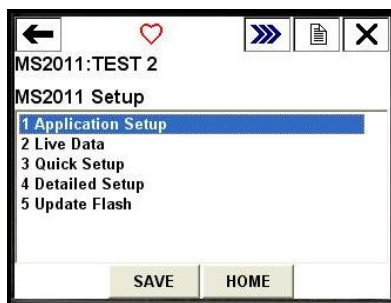 MS2011:TEST 2
MS2011 Setup
1 Application Setup
2 Live Data
3 Quick Setup
4 Detailed Setup
5 Update Flash
SAVE HOME